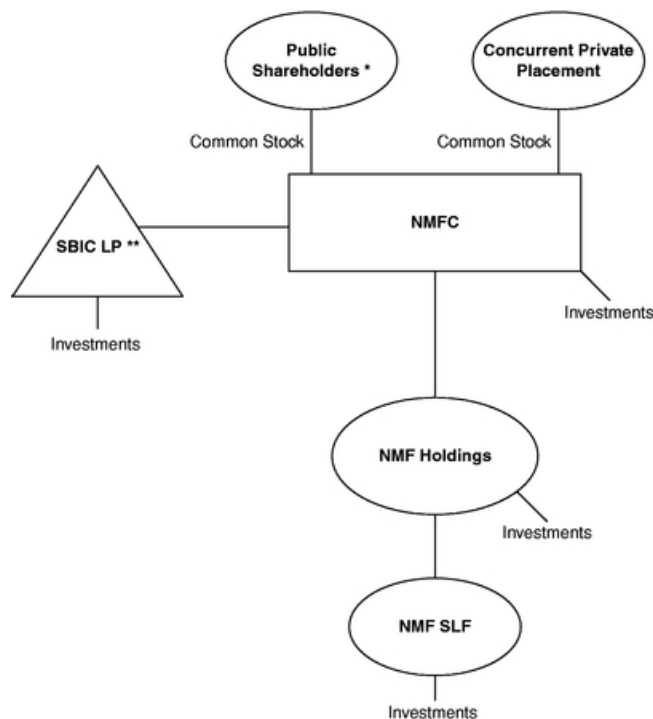 Public
Shareholders *
Concurrent Private
Placement
Common Stock
Common Stock
NMFC
SBIC LP **
Investments
Investments
NMF Holdings
Investments
NMF SLF
Investments